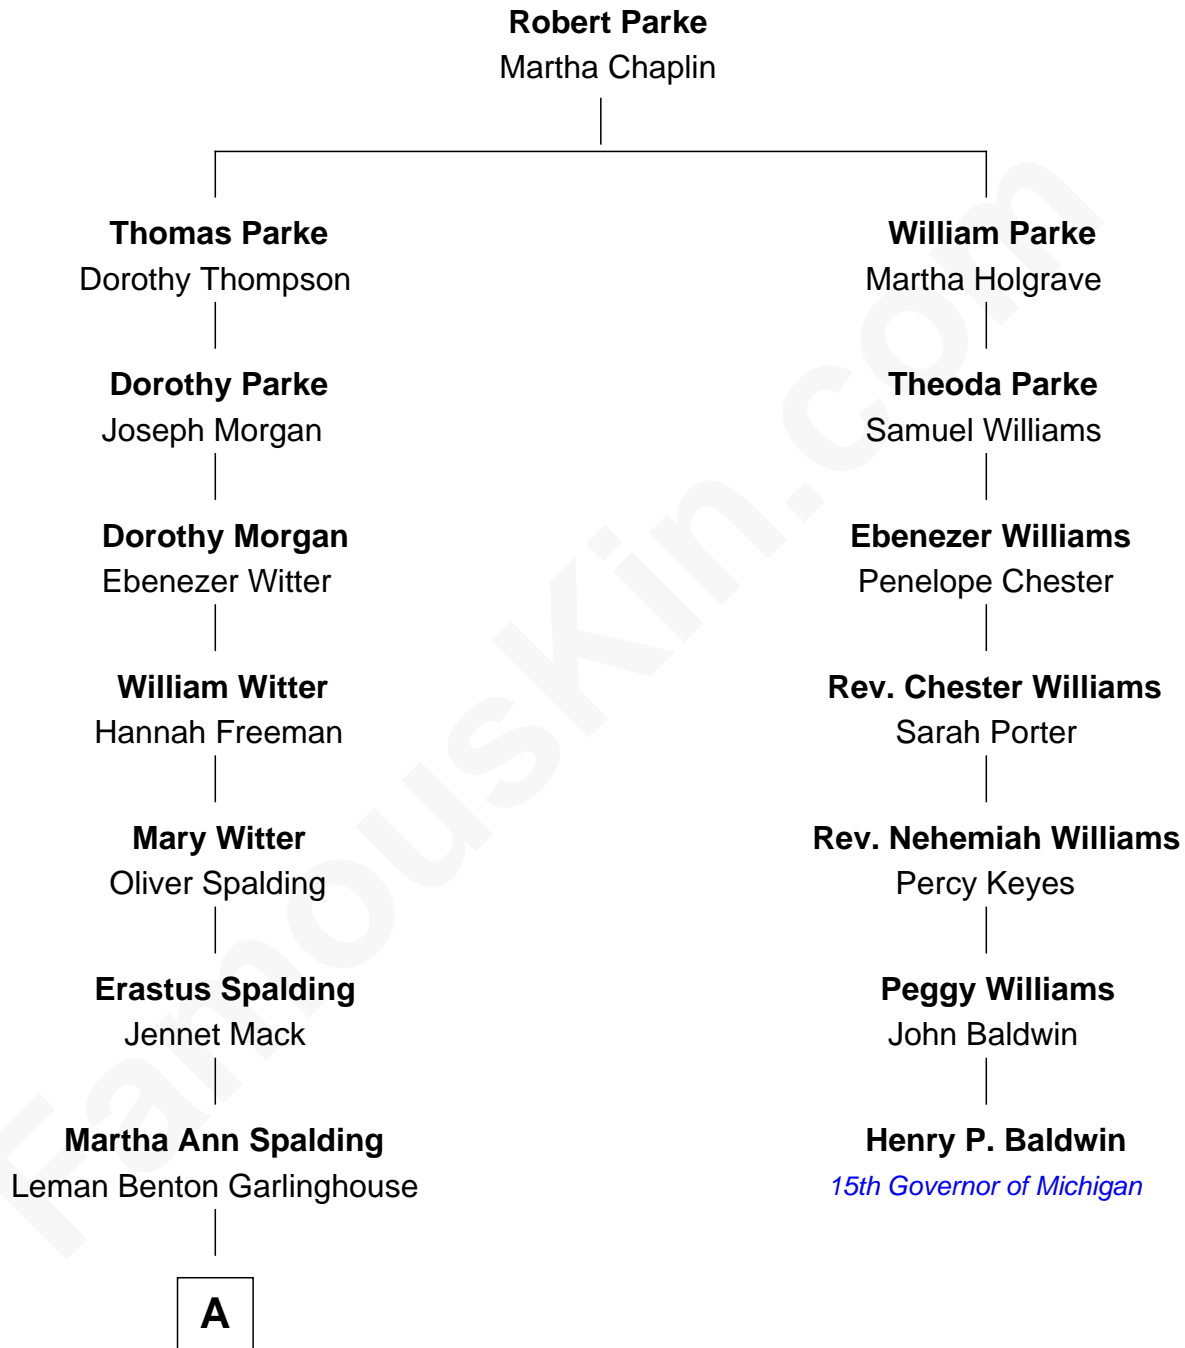 Robert Parke
Martha Chaplin
Thomas Parke
Dorothy Thompson
William Parke
Martha Holgrave
Dorothy Parke
Joseph Morgan
Theoda Parke
Samuel Williams
Dorothy Morgan
Ebenezer Witter
Ebenezer Williams
Penelope Chester
William Witter
Hannah Freeman
Rev. Chester Williams
Sarah Porter
Mary Witter
Oliver Spalding
Rev. Nehemiah Williams
Percy Keyes
Erastus Spalding
Jennet Mack
Peggy Williams
John Baldwin
Martha Ann Spalding
Leman Benton Garlinghouse
Henry P. Baldwin
15th Governor of Michigan
A
FamousKin.com